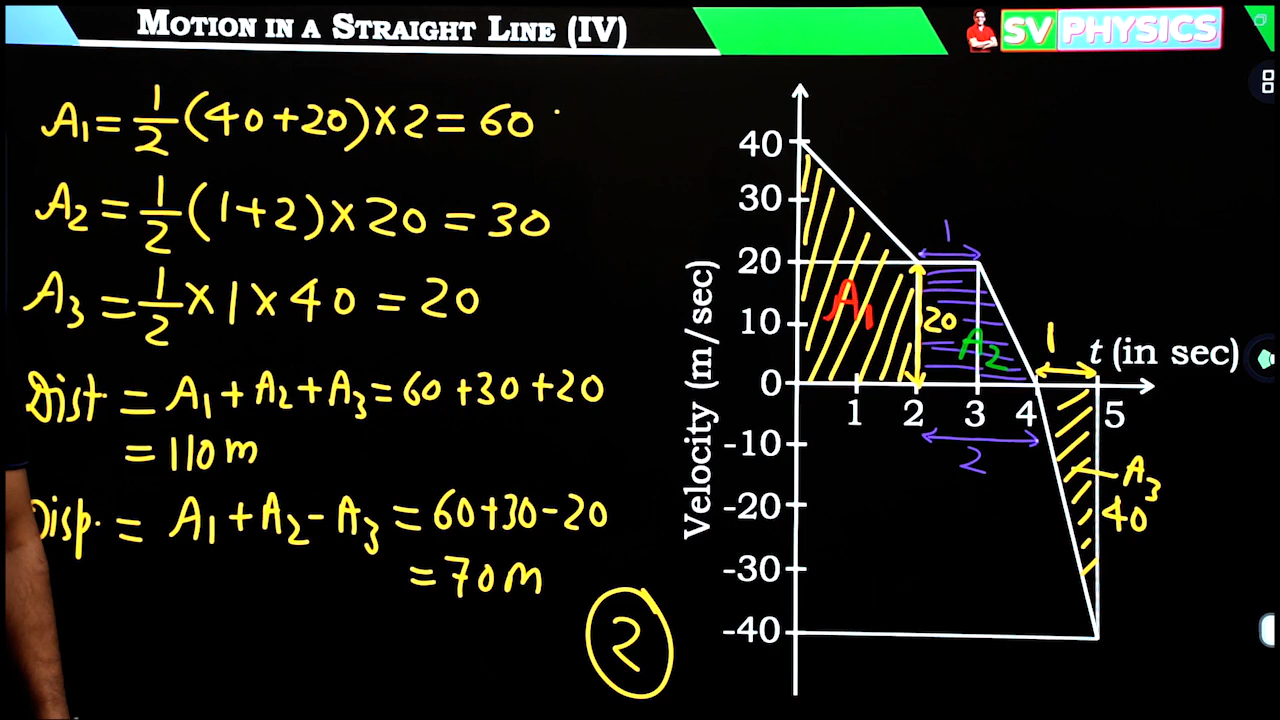 MOTION IN A STRAIGHT LINE (IV)
SV PHYSICS
A₁ = 1/2 (40+20) × 2 = 60
A₂ = 1/2 (1+2) × 20 = 30
A₃ = 1/2 × 1 × 40 = 20
Dist. = A₁ + A₂ + A₃ = 60 + 30 + 20
= 110 m
Disp. = A₁ + A₂ - A₃ = 60+30-20
= 70 m
2
Velocity (m/sec)
40
30
20
10
0
-10
-20
-30
-40
1 2 3 4 5
t (in sec)
A₁
A₂
A₃
20
1
1
2
40